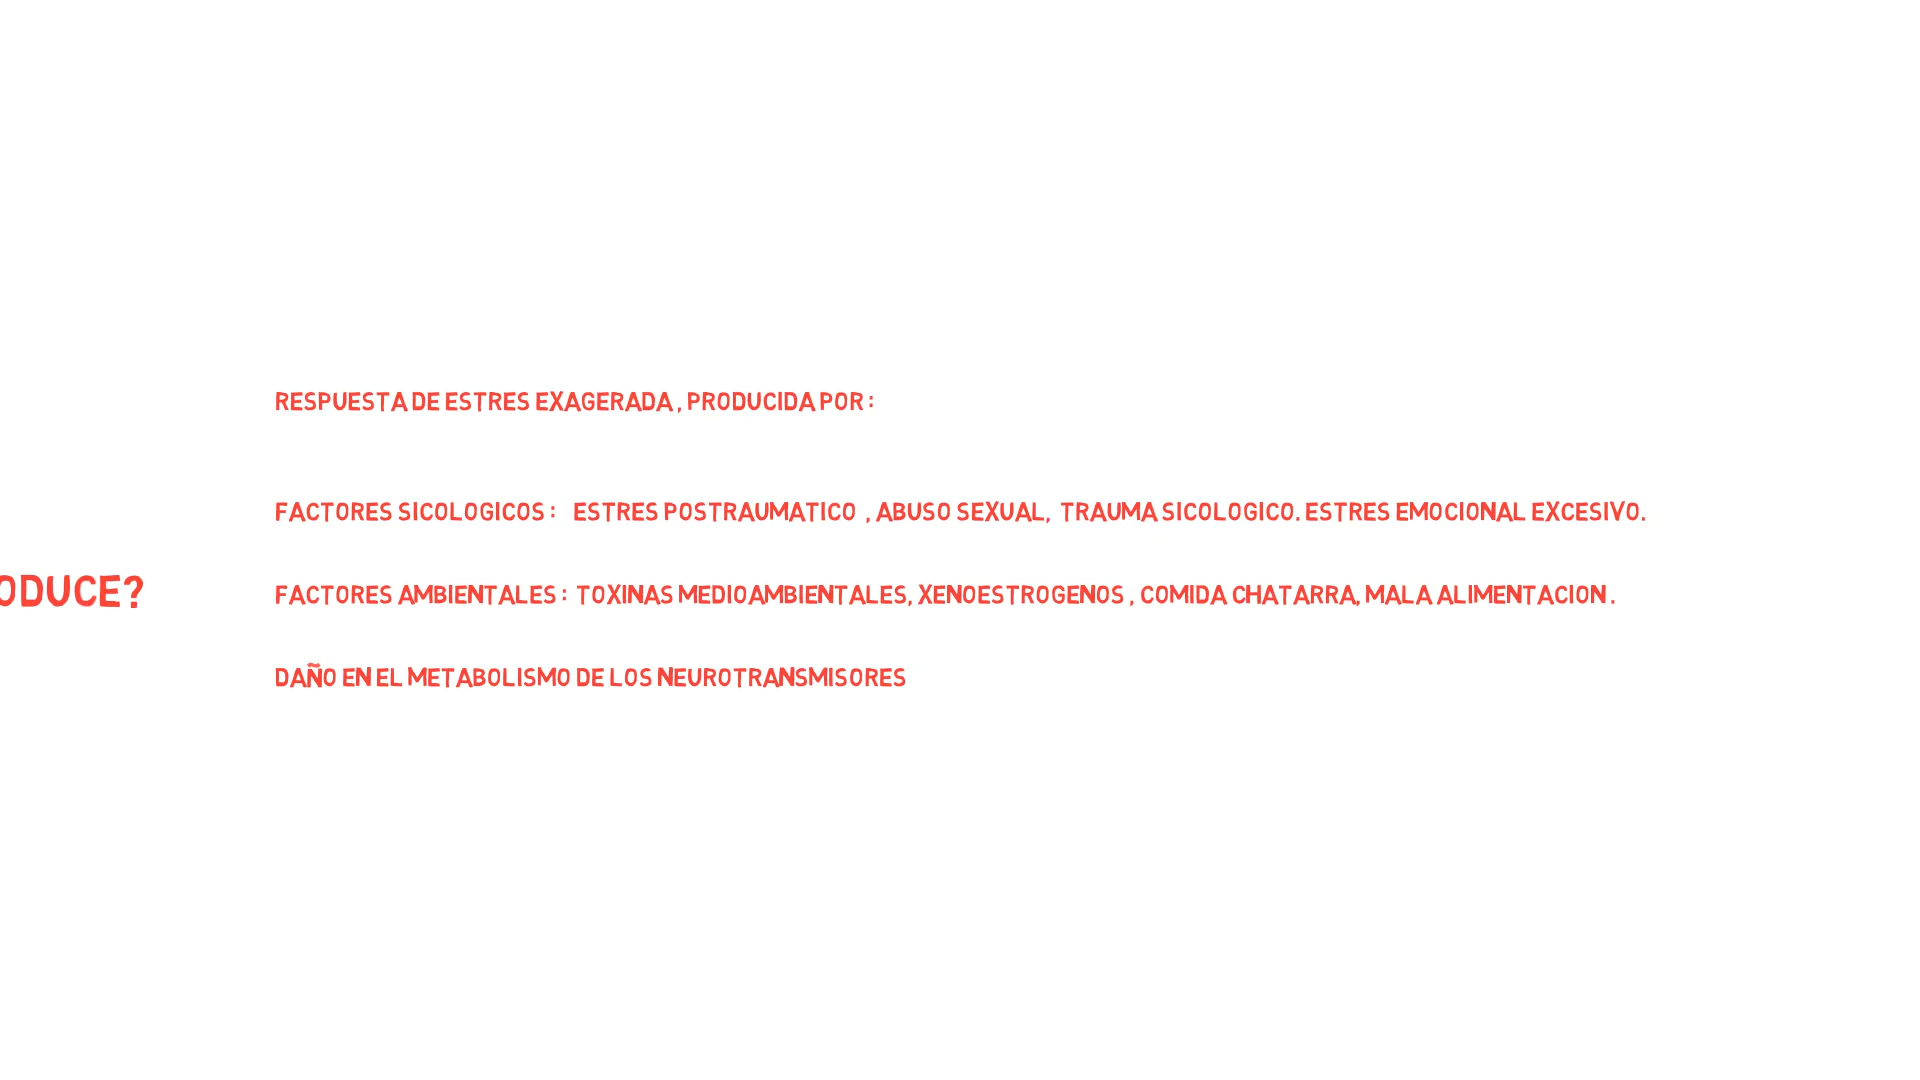 RESPUESTA DE ESTRES EXAGERADA , PRODUCIDA POR :
FACTORES SICOLOGICOS : ESTRES POSTRAUMATICO , ABUSO SEXUAL, TRAUMA SICOLOGICO. ESTRES EMOCIONAL EXCESIVO.
ODUCE?
FACTORES AMBIENTALES : TOXINAS MEDIOAMBIENTALES, XENOESTROGENOS , COMIDA CHATARRA, MALA ALIMENTACION .
DAÑO EN EL METABOLISMO DE LOS NEUROTRANSMISORES